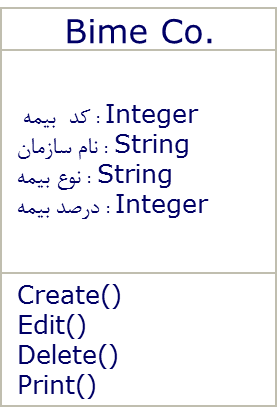 Bime Co.
کد بیمه : Integer
نام سازمان : String
نوع بیمه : String
درصد بیمه : Integer
Create()
Edit()
Delete()
Print()